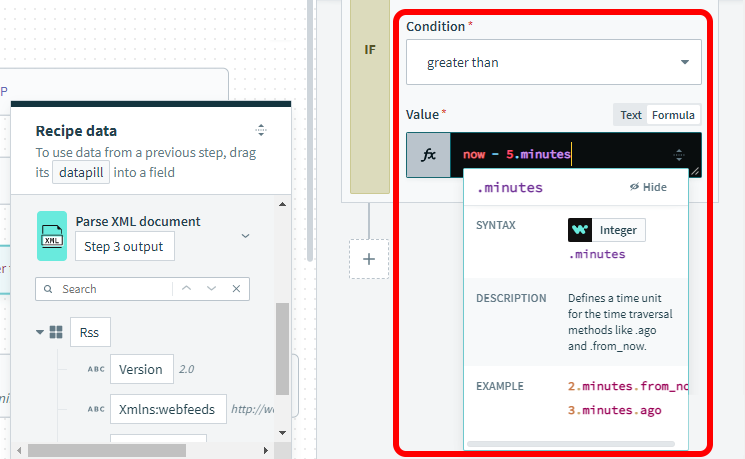 P
Recipe data
To use data from a previous step, drag
its datapill into a field
XML
Parse XML document
Step 3 output
Search
Rss
ABC Version 2.0
ABC Xmlns:webfeeds http://w
IF
Condition *
greater than
Value *
Text Formula
fx now - 5.minutes
.minutes
Hide
SYNTAX
Integer
.minutes
DESCRIPTION
Defines a time unit
for the time traversal
methods like .ago
and .from_now.
EXAMPLE
2.minutes.from_no
3.minutes.ago